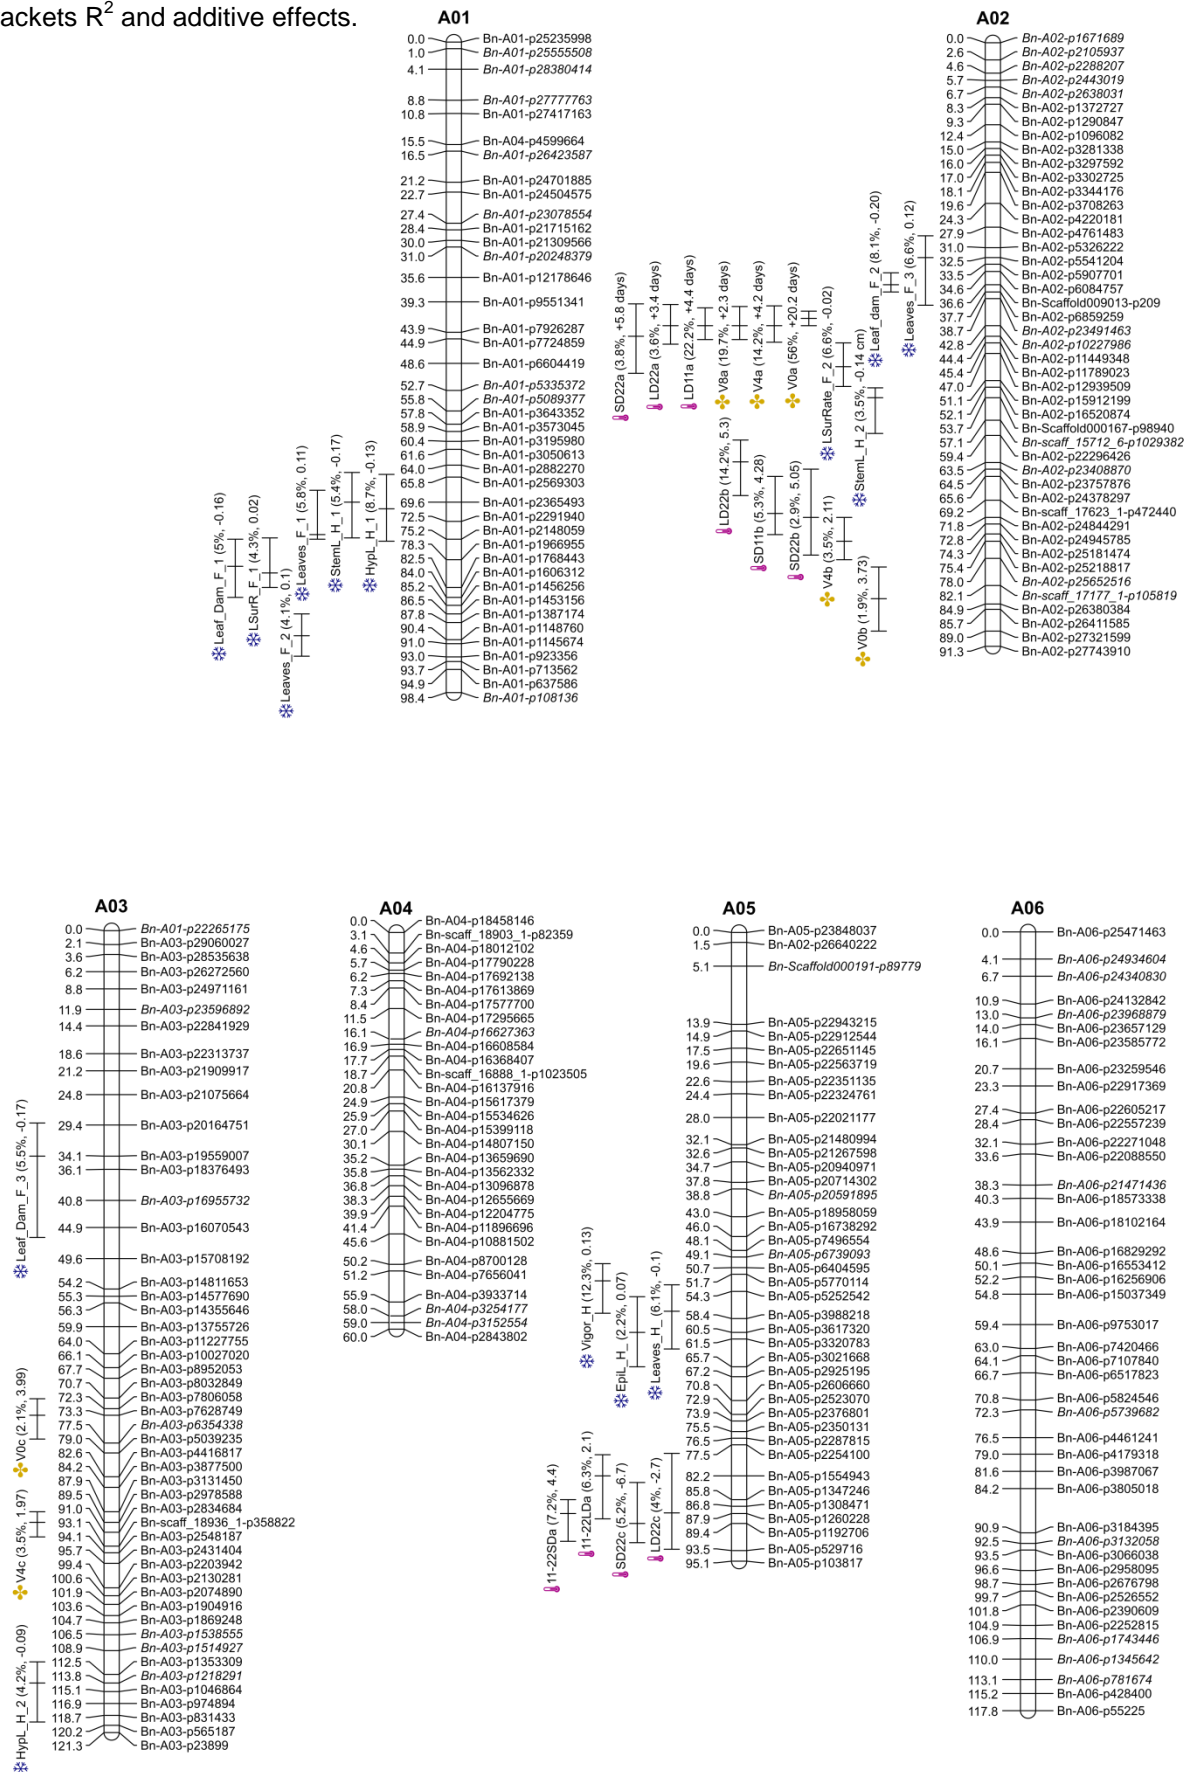 ackets R² and additive effects.
A01
0.0 Bn-A01-p25235998
1.0 Bn-A01-p25555508
4.1 Bn-A01-p28380414
8.8 Bn-A01-p27777763
10.8 Bn-A01-p27417163
15.5 Bn-A04-p4599664
16.5 Bn-A01-p26423587
21.2 Bn-A01-p24701885
22.7 Bn-A01-p24504575
27.4 Bn-A01-p23078554
28.4 Bn-A01-p21715162
30.0 Bn-A01-p21309566
31.0 Bn-A01-p20248379
35.6 Bn-A01-p12178646
39.3 Bn-A01-p9551341
43.9 Bn-A01-p7926287
44.9 Bn-A01-p7724859
48.6 Bn-A01-p6604419
52.7 Bn-A01-p5335372
55.8 Bn-A01-p5089377
57.8 Bn-A01-p3643352
58.9 Bn-A01-p3573045
60.4 Bn-A01-p3195980
61.6 Bn-A01-p3050613
64.0 Bn-A01-p2882270
65.8 Bn-A01-p2569303
69.6 Bn-A01-p2365493
72.5 Bn-A01-p2291940
75.2 Bn-A01-p2148059
78.3 Bn-A01-p1966955
82.5 Bn-A01-p1768443
84.0 Bn-A01-p1606312
85.2 Bn-A01-p1456256
86.5 Bn-A01-p1453156
87.8 Bn-A01-p1387174
90.4 Bn-A01-p1148760
91.0 Bn-A01-p1145674
93.0 Bn-A01-p923356
93.7 Bn-A01-p713562
94.9 Bn-A01-p637586
98.4 Bn-A01-p108136
Leaf_Dam_F_1 (5%, -0.16)
LSurR_F_1 (4.3%, 0.02)
Leaves_F_2 (4.1%, 0.1)
Leaves_F_1 (5.8%, 0.11)
StemL_H_1 (5.4%, -0.17)
HypL_H_1 (8.7%, -0.13)
A02
0.0 Bn-A02-p1671689
2.6 Bn-A02-p2105937
4.6 Bn-A02-p2288207
5.7 Bn-A02-p2443019
6.7 Bn-A02-p2638031
8.3 Bn-A02-p1372727
9.3 Bn-A02-p1290847
12.4 Bn-A02-p1096082
15.0 Bn-A02-p3281338
16.0 Bn-A02-p3297592
17.0 Bn-A02-p3302725
18.1 Bn-A02-p3344176
19.6 Bn-A02-p3708263
24.3 Bn-A02-p4220181
27.9 Bn-A02-p4761483
31.0 Bn-A02-p5326222
32.5 Bn-A02-p5541204
33.5 Bn-A02-p5907701
34.6 Bn-A02-p6084757
36.6 Bn-Scaffold009013-p209
37.7 Bn-A02-p6859259
38.7 Bn-A02-p23491463
42.8 Bn-A02-p10227986
44.4 Bn-A02-p11449348
45.4 Bn-A02-p11789023
47.0 Bn-A02-p12939509
51.1 Bn-A02-p15912199
52.1 Bn-A02-p16520874
53.7 Bn-Scaffold000167-p98940
57.1 Bn-scaff_15712_6-p1029382
59.4 Bn-A02-p22296426
63.5 Bn-A02-p23408870
64.5 Bn-A02-p23757876
65.6 Bn-A02-p24378297
69.2 Bn-scaff_17623_1-p472440
71.8 Bn-A02-p24844291
72.8 Bn-A02-p24945785
74.3 Bn-A02-p25181474
75.4 Bn-A02-p25218817
78.0 Bn-A02-p25652516
82.1 Bn-scaff_17177_1-p105819
84.9 Bn-A02-p26380384
85.7 Bn-A02-p26411585
89.0 Bn-A02-p27321599
91.3 Bn-A02-p27743910
SD22a (3.8%, +5.8 days)
LD22a (3.6%, +3.4 days)
LD11a (22.2%, +4.4 days)
V8a (19.7%, +2.3 days)
V4a (14.2%, +4.2 days)
V0a (56%, +20.2 days)
LSurRate_F_2 (6.6%, -0.02)
StemL_H_2 (3.5%, -0.14 cm)
Leaf_dam_F_2 (8.1%, -0.20)
Leaves_F_3 (6.6%, 0.12)
LD22b (14.2%, 5.3)
SD11b (5.3%, 4.28)
SD22b (2.9%, 5.05)
V4b (3.5%, 2.11)
V0b (1.9%, 3.73)
A03
0.0 Bn-A01-p22265175
2.1 Bn-A03-p29060027
3.6 Bn-A03-p28535638
6.2 Bn-A03-p26272560
8.8 Bn-A03-p24971161
11.9 Bn-A03-p23596892
14.4 Bn-A03-p22841929
18.6 Bn-A03-p22313737
21.2 Bn-A03-p21909917
24.8 Bn-A03-p21075664
29.4 Bn-A03-p20164751
34.1 Bn-A03-p19559007
36.1 Bn-A03-p18376493
40.8 Bn-A03-p16955732
44.9 Bn-A03-p16070543
49.6 Bn-A03-p15708192
54.2 Bn-A03-p14811653
55.3 Bn-A03-p14577690
56.3 Bn-A03-p14355646
59.9 Bn-A03-p13755726
64.0 Bn-A03-p11227755
66.1 Bn-A03-p10027020
67.7 Bn-A03-p8952053
70.7 Bn-A03-p8032849
72.3 Bn-A03-p7806058
73.3 Bn-A03-p7628749
77.5 Bn-A03-p6354338
79.0 Bn-A03-p5039235
82.6 Bn-A03-p4416817
84.2 Bn-A03-p3877500
87.9 Bn-A03-p3131450
89.5 Bn-A03-p2978588
91.0 Bn-A03-p2834684
93.1 Bn-scaff_18936_1-p358822
94.1 Bn-A03-p2548187
95.7 Bn-A03-p2431404
99.4 Bn-A03-p2203942
100.6 Bn-A03-p2130281
101.9 Bn-A03-p2074890
103.6 Bn-A03-p1904916
104.7 Bn-A03-p1869248
106.5 Bn-A03-p1538555
108.9 Bn-A03-p1514927
112.5 Bn-A03-p1353309
113.8 Bn-A03-p1218291
115.1 Bn-A03-p1046864
116.9 Bn-A03-p974894
118.7 Bn-A03-p831433
120.2 Bn-A03-p565187
121.3 Bn-A03-p23899
Leaf_Dam_F_3 (5.5%, -0.17)
V0c (2.1%, 3.99)
V4c (3.5%, 1.97)
HypL_H_2 (4.2%, -0.09)
A04
0.0 Bn-A04-p18458146
3.1 Bn-scaff_18903_1-p82359
4.6 Bn-A04-p18012102
5.7 Bn-A04-p17790228
6.2 Bn-A04-p17692138
7.3 Bn-A04-p17613869
8.4 Bn-A04-p17577700
11.5 Bn-A04-p17295665
16.1 Bn-A04-p16627363
16.9 Bn-A04-p16608584
17.7 Bn-A04-p16368407
18.7 Bn-scaff_16888_1-p1023505
20.8 Bn-A04-p16137916
24.9 Bn-A04-p15617379
25.9 Bn-A04-p15534626
27.0 Bn-A04-p15399118
30.1 Bn-A04-p14807150
35.2 Bn-A04-p13659690
35.8 Bn-A04-p13562332
36.8 Bn-A04-p13096878
38.3 Bn-A04-p12655669
39.9 Bn-A04-p12204775
41.4 Bn-A04-p11896696
45.6 Bn-A04-p10881502
50.2 Bn-A04-p8700128
51.2 Bn-A04-p7656041
55.9 Bn-A04-p3933714
58.0 Bn-A04-p3254177
59.0 Bn-A04-p3152554
60.0 Bn-A04-p2843802
A05
0.0 Bn-A05-p23848037
1.5 Bn-A02-p26640222
5.1 Bn-Scaffold000191-p89779
13.9 Bn-A05-p22943215
14.9 Bn-A05-p22912544
17.5 Bn-A05-p22651145
19.6 Bn-A05-p22563719
22.6 Bn-A05-p22351135
24.4 Bn-A05-p22324761
28.0 Bn-A05-p22021177
32.1 Bn-A05-p21480994
32.6 Bn-A05-p21267598
34.7 Bn-A05-p20940971
37.8 Bn-A05-p20714302
38.8 Bn-A05-p20591895
43.0 Bn-A05-p18958059
46.0 Bn-A05-p16738292
48.1 Bn-A05-p7496554
49.1 Bn-A05-p6739093
50.7 Bn-A05-p6404595
51.7 Bn-A05-p5770114
54.3 Bn-A05-p5252542
58.4 Bn-A05-p3988218
60.5 Bn-A05-p3617320
61.5 Bn-A05-p3320783
65.7 Bn-A05-p3021668
67.2 Bn-A05-p2925195
70.8 Bn-A05-p2606660
72.9 Bn-A05-p2523070
73.9 Bn-A05-p2376801
75.5 Bn-A05-p2350131
76.5 Bn-A05-p2287815
77.5 Bn-A05-p2254100
82.2 Bn-A05-p1554943
85.8 Bn-A05-p1347246
86.8 Bn-A05-p1308471
87.9 Bn-A05-p1260228
89.4 Bn-A05-p1192706
93.5 Bn-A05-p529716
95.1 Bn-A05-p103817
Vigor_H (12.3%, 0.13)
EpiL_H_ (2.2%, 0.07)
Leaves_H_ (6.1%, -0.1)
11-22SDa (7.2%, 4.4)
11-22LDa (6.3%, 2.1)
SD22c (5.2%, -6.7)
LD22c (4%, -2.7)
A06
0.0 Bn-A06-p25471463
4.1 Bn-A06-p24934604
6.7 Bn-A06-p24340830
10.9 Bn-A06-p24132842
13.0 Bn-A06-p23968879
14.0 Bn-A06-p23657129
16.1 Bn-A06-p23585772
20.7 Bn-A06-p23259546
23.3 Bn-A06-p22917369
27.4 Bn-A06-p22605217
28.4 Bn-A06-p22557239
32.1 Bn-A06-p22271048
33.6 Bn-A06-p22088550
38.3 Bn-A06-p21471436
40.3 Bn-A06-p18573338
43.9 Bn-A06-p18102164
48.6 Bn-A06-p16829292
50.1 Bn-A06-p16553412
52.2 Bn-A06-p16256906
54.8 Bn-A06-p15037349
59.4 Bn-A06-p9753017
63.0 Bn-A06-p7420466
64.1 Bn-A06-p7107840
66.7 Bn-A06-p6517823
70.8 Bn-A06-p5824546
72.3 Bn-A06-p5739682
76.5 Bn-A06-p4461241
79.0 Bn-A06-p4179318
81.6 Bn-A06-p3987067
84.2 Bn-A06-p3805018
90.9 Bn-A06-p3184395
92.5 Bn-A06-p3132058
93.5 Bn-A06-p3066038
96.6 Bn-A06-p2958095
98.7 Bn-A06-p2676798
99.7 Bn-A06-p2526552
101.8 Bn-A06-p2390609
104.9 Bn-A06-p2252815
106.9 Bn-A06-p1743446
110.0 Bn-A06-p1345642
113.1 Bn-A06-p781674
115.2 Bn-A06-p428400
117.8 Bn-A06-p55225